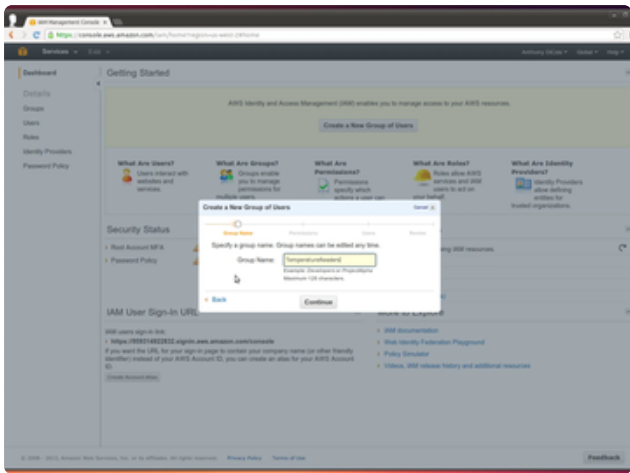 IAM Management Console
https://console.aws.amazon.com/iam/home?region=us-west-2#home
Services
Edit
Global
Help
Dashboard
Details
Groups
Users
Roles
Identity Providers
Password Policy
Getting Started
AWS Identity and Access Management (IAM) enables you to manage access to your AWS resources.
Create a New Group of Users
What Are Users?
Users interact with
websites and
services.
What Are Groups?
Groups enable
you to manage
permissions for
multiple users.
What Are
Permissions?
Permissions
specify which
actions a user can
What Are Roles?
Roles allow AWS
services and IAM
users to act on
your behalf
What Are Identity
Providers?
Identity Providers
allow defining
entities for
trusted organizations.
Create a New Group of Users
Cancel
Group Name
Permissions
Users
Review
Specify a group name. Group names can be edited any time.
Group Name:
TemperatureReaders
Example: Developers or ProjectAlpha
Maximum 128 characters.
Back
Continue
Security Status
Root Account MFA
Password Policy
IAM resources.
IAM User Sign-In URL
IAM users sign-in link:
If you want the URL for your sign-in page to contain your company name (or other friendly
identifier) instead of your AWS Account ID, you can create an alias for your AWS Account
ID.
Create Account Alias
More to Explore
IAM documentation
Web Identity Federation Playground
Policy Simulator
Videos, IAM release history and additional resources
Privacy Policy
Terms of Use
Feedback